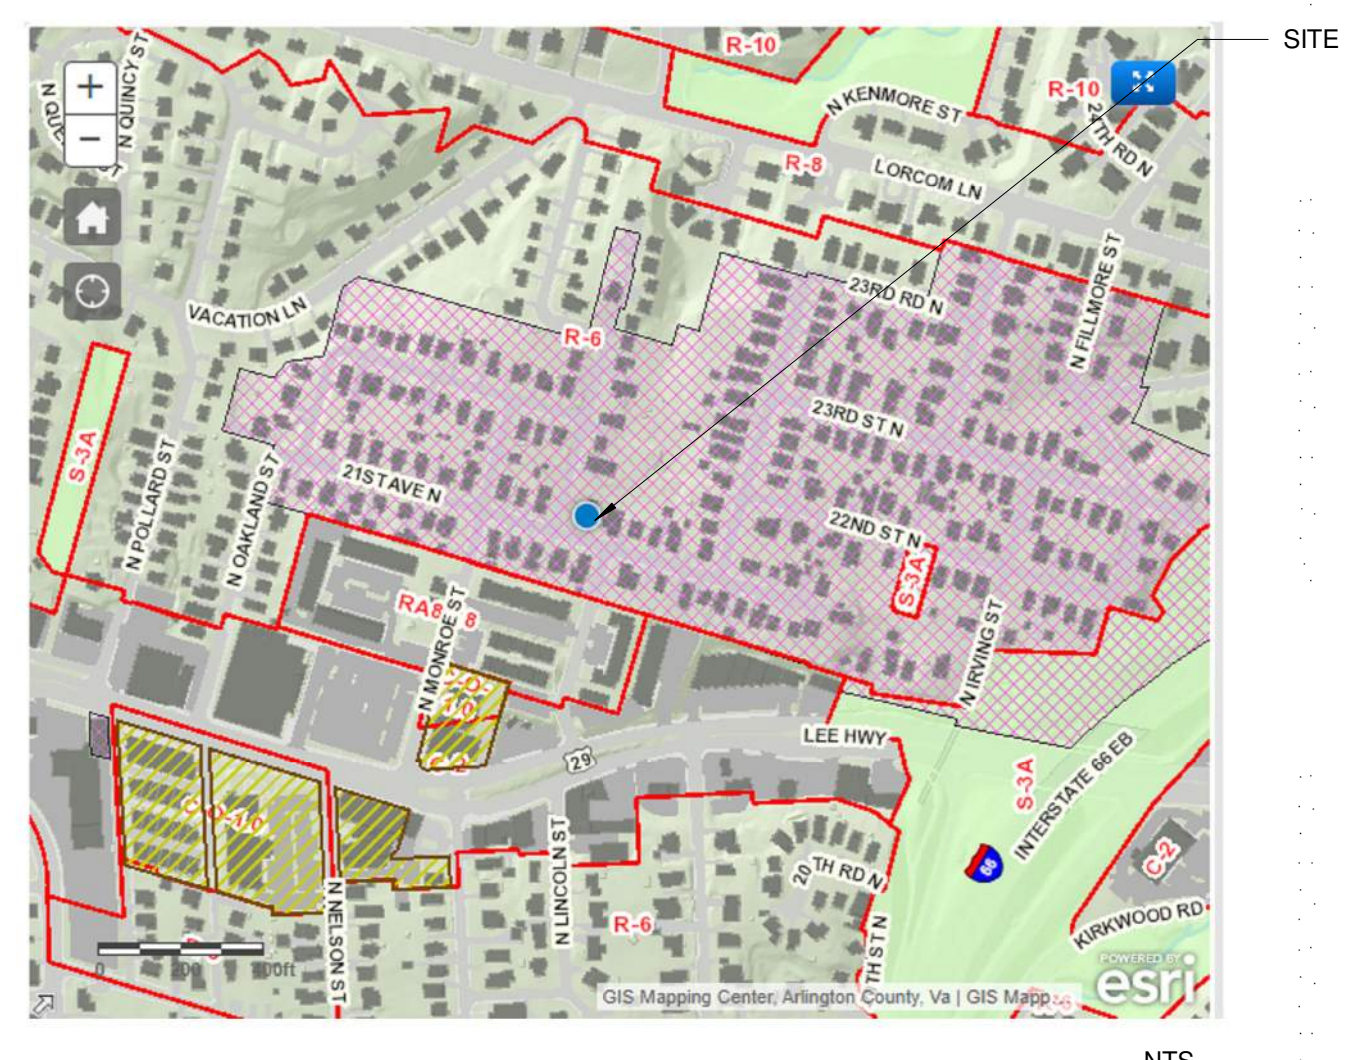 SITE
R-10
R-10
N QUINCY ST
+
−
N KENMORE ST
24TH RD N
R-8
LORCOM LN
VACATION LN
23RD RD N
N FILLMORE ST
R-6
23RD ST N
S-3A
N POLLARD ST
N OAKLAND ST
21ST AVE N
22ND ST N
S-3A
RA8
8
N MONROE ST
N IRVING ST
LEE HWY
29
S-3A
INTERSTATE 66 EB
66
C-2
N NELSON ST
N LINCOLN ST
20TH RD N
R-6
KIRKWOOD RD
0 200 400ft
POWERED BY
esri
GIS Mapping Center, Arlington County, Va | GIS Mapp...
NTS